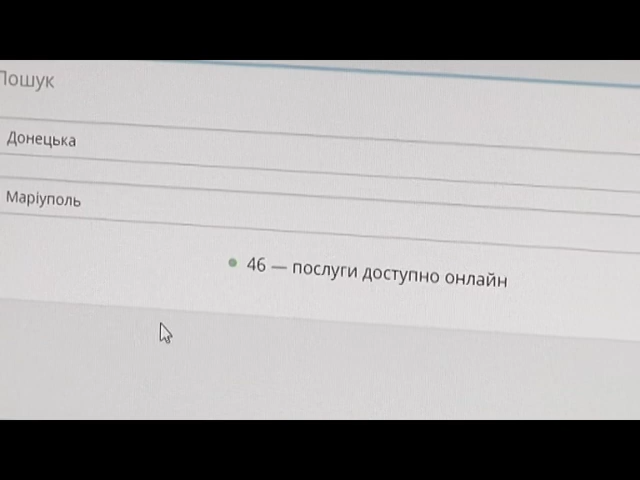 Пошук
Донецька
Маріуполь
46 — послуги доступно онлайн